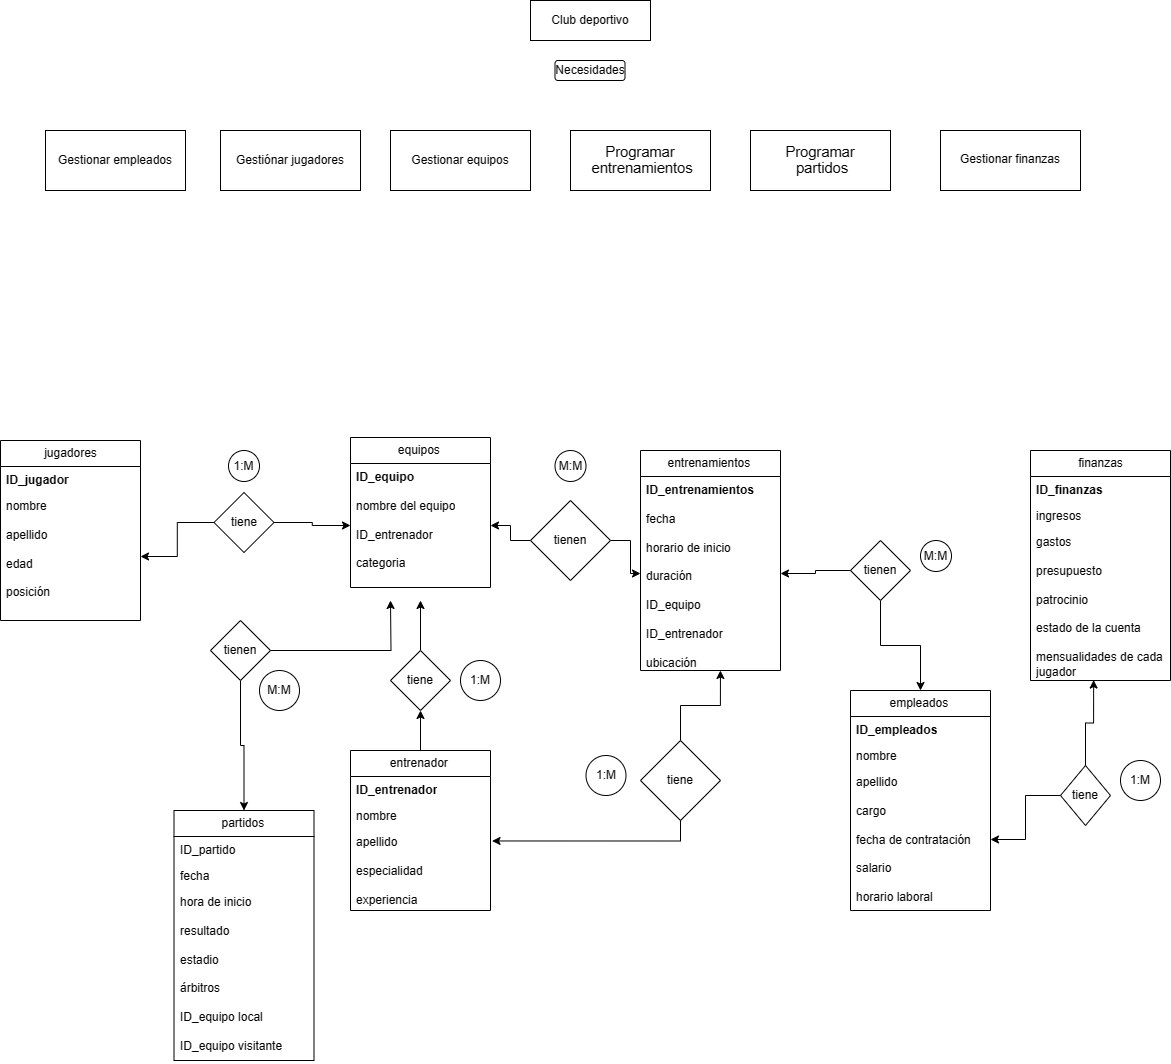 Club deportivo
Necesidades
Gestionar empleados
Gestiónar jugadores
Gestionar equipos
Programar
entrenamientos
Programar
partidos
Gestionar finanzas
jugadores
ID_jugador
nombre
apellido
edad
posición
1:M
tiene
equipos
ID_equipo
nombre del equipo
ID_entrenador
categoria
M:M
tienen
entrenamientos
ID_entrenamientos
fecha
horario de inicio
duración
ID_equipo
ID_entrenador
ubicación
tienen
M:M
finanzas
ID_finanzas
ingresos
gastos
presupuesto
patrocinio
estado de la cuenta
mensualidades de cada
jugador
tienen
M:M
tiene
1:M
entrenador
ID_entrenador
nombre
apellido
especialidad
experiencia
1:M
tiene
empleados
ID_empleados
nombre
apellido
cargo
fecha de contratación
salario
horario laboral
tiene
1:M
partidos
ID_partido
fecha
hora de inicio
resultado
estadio
árbitros
ID_equipo local
ID_equipo visitante